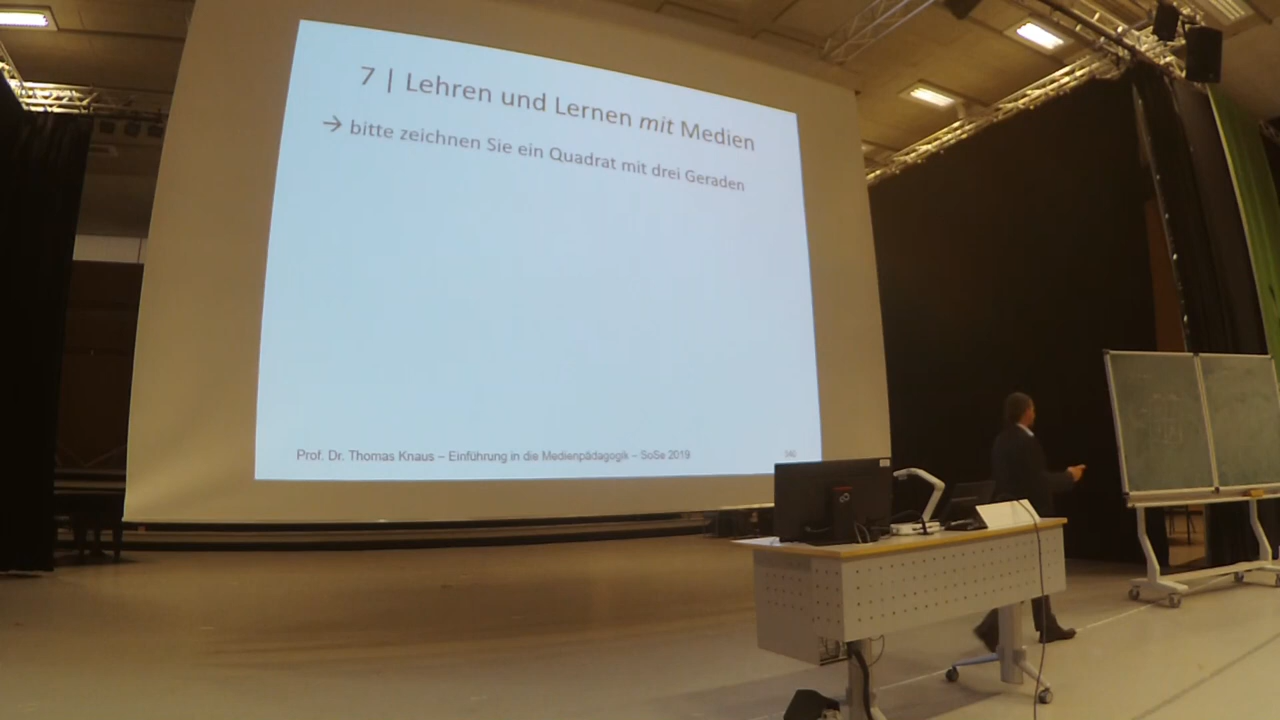 7 | Lehren und Lernen mit Medien
→ bitte zeichnen Sie ein Quadrat mit drei Geraden
Prof. Dr. Thomas Knaus – Einführung in die Medienpädagogik – SoSe 2019